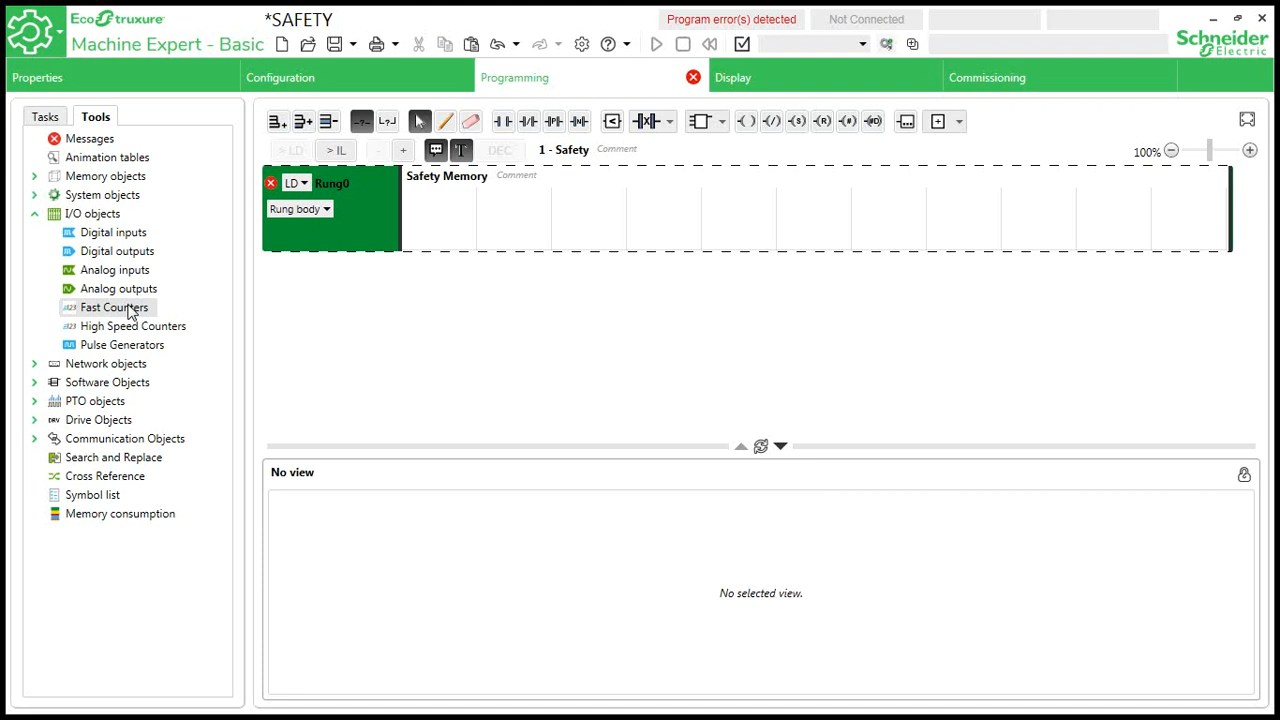 EcoStruxure
Machine Expert - Basic
*SAFETY
Program error(s) detected
Not Connected
Schneider
Electric
Properties
Configuration
Programming
Display
Commissioning
Tasks
Tools
Messages
Animation tables
Memory objects
System objects
I/O objects
Digital inputs
Digital outputs
Analog inputs
Analog outputs
Fast Counters
High Speed Counters
Pulse Generators
Network objects
Software Objects
PTO objects
Drive Objects
Communication Objects
Search and Replace
Cross Reference
Symbol list
Memory consumption
> LD
> IL
-
+
DEC
1 - Safety
Comment
100%
LD
Rung0
Safety Memory
Comment
Rung body
No view
No selected view.